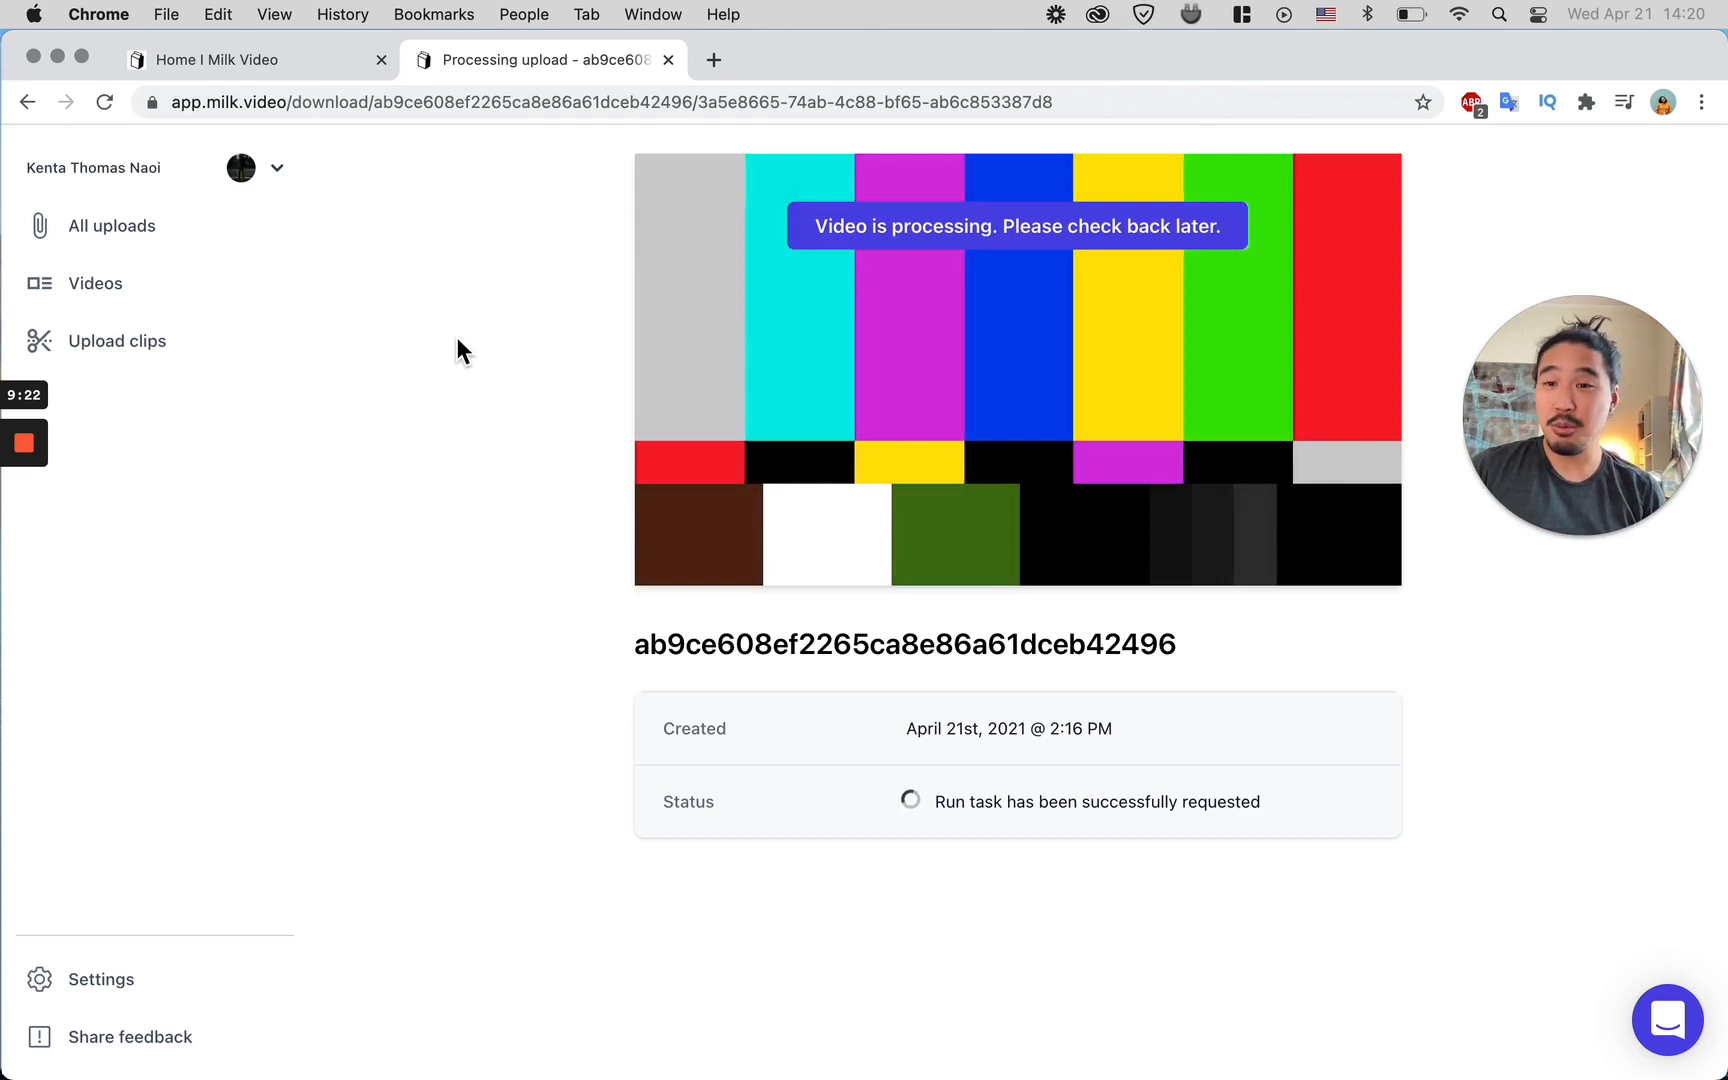 Chrome File Edit View History Bookmarks People Tab Window Help Wed Apr 21 14:20
Home I Milk Video
Processing upload - ab9ce608
app.milk.video/download/ab9ce608ef2265ca8e86a61dceb42496/3a5e8665-74ab-4c88-bf65-ab6c853387d8
ABP 2
G
IQ
Kenta Thomas Naoi
All uploads
Videos
Upload clips
9:22
Video is processing. Please check back later.
ab9ce608ef2265ca8e86a61dceb42496
Created April 21st, 2021 @ 2:16 PM
Status Run task has been successfully requested
Settings
Share feedback